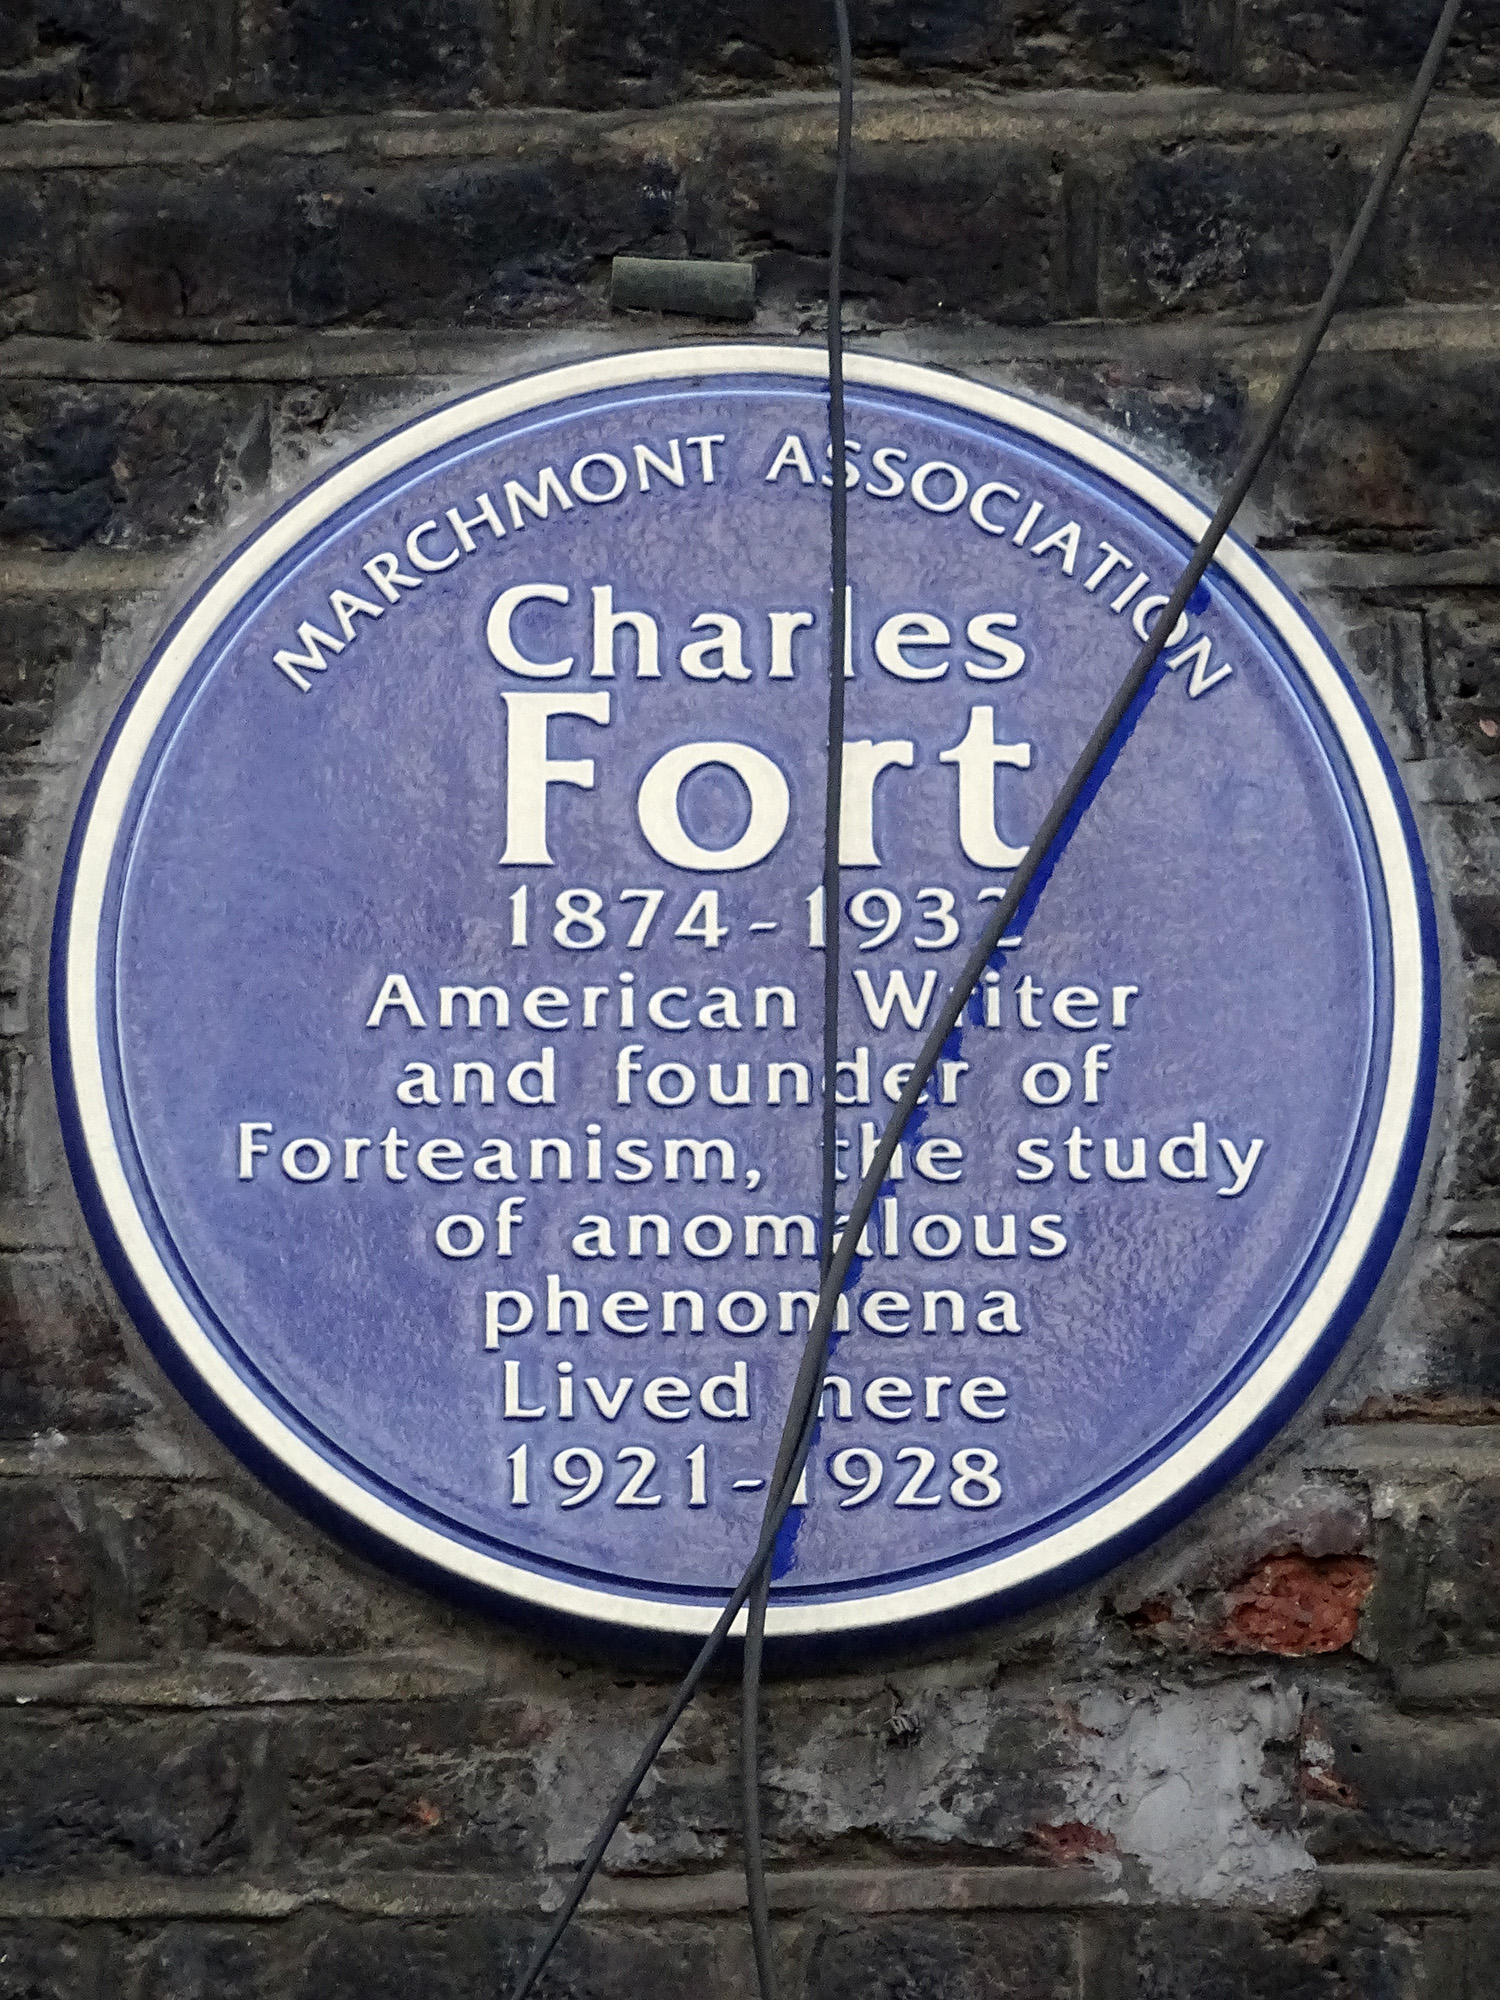 MARCHMONT ASSOCIATION
Charles
Fort
1874-1932
American Writer
and founder of
Forteanism, the study
of anomalous
phenomena
Lived here
1921-1928